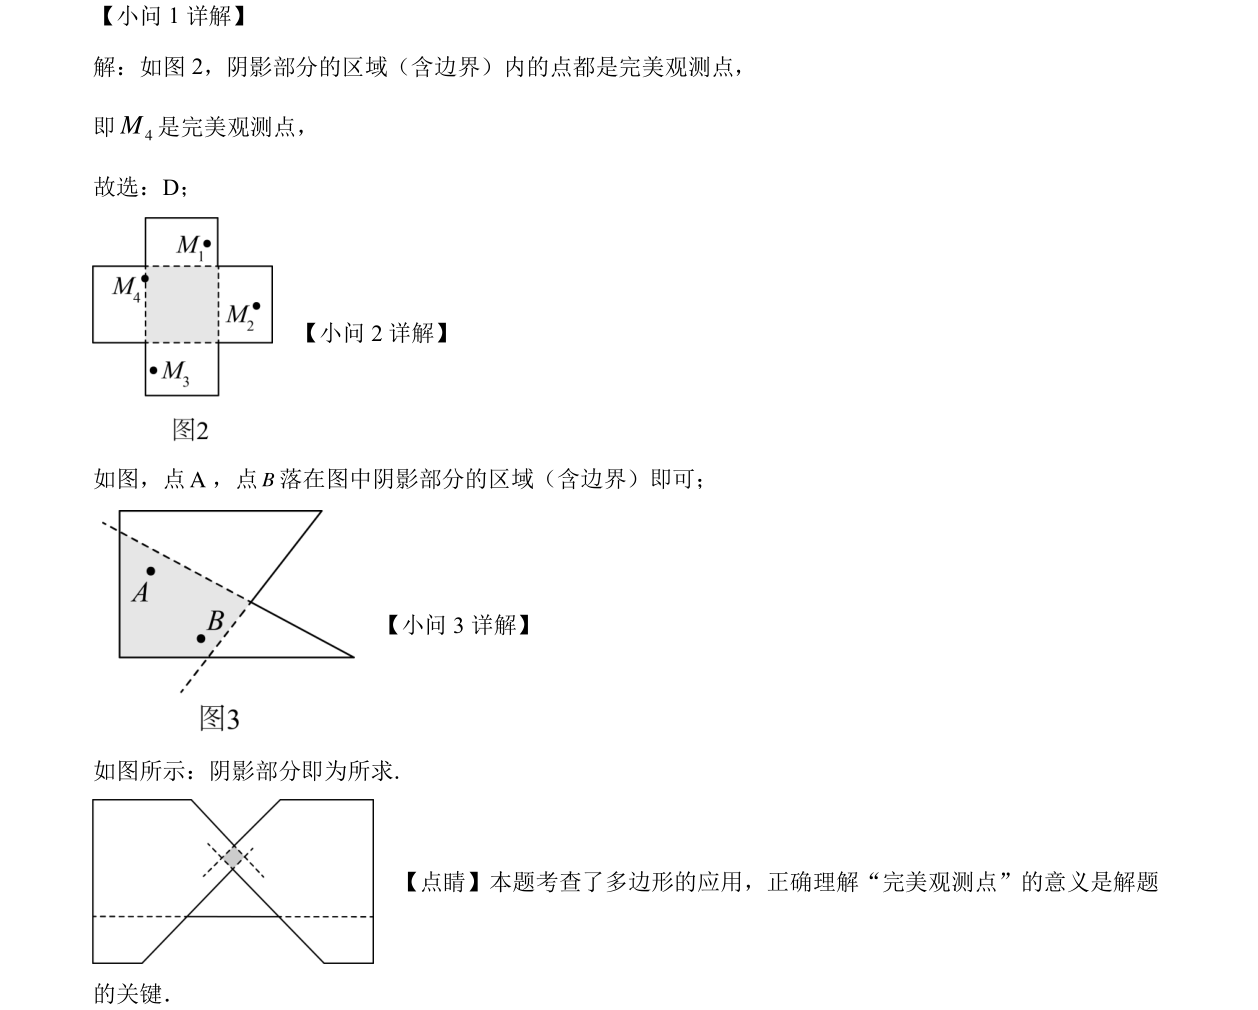 【小问 1 详解】
解：如图 2，阴影部分的区域（含边界）内的点都是完美观测点，
即 M₄ 是完美观测点，
故选：D；
M₁
M₄
M₂
【小问 2 详解】
M₃
图2
如图，点 A ，点 B 落在图中阴影部分的区域（含边界）即可；
A
B
【小问 3 详解】
图3
如图所示：阴影部分即为所求．
【点睛】本题考查了多边形的应用，正确理解“完美观测点”的意义是解题
的关键．